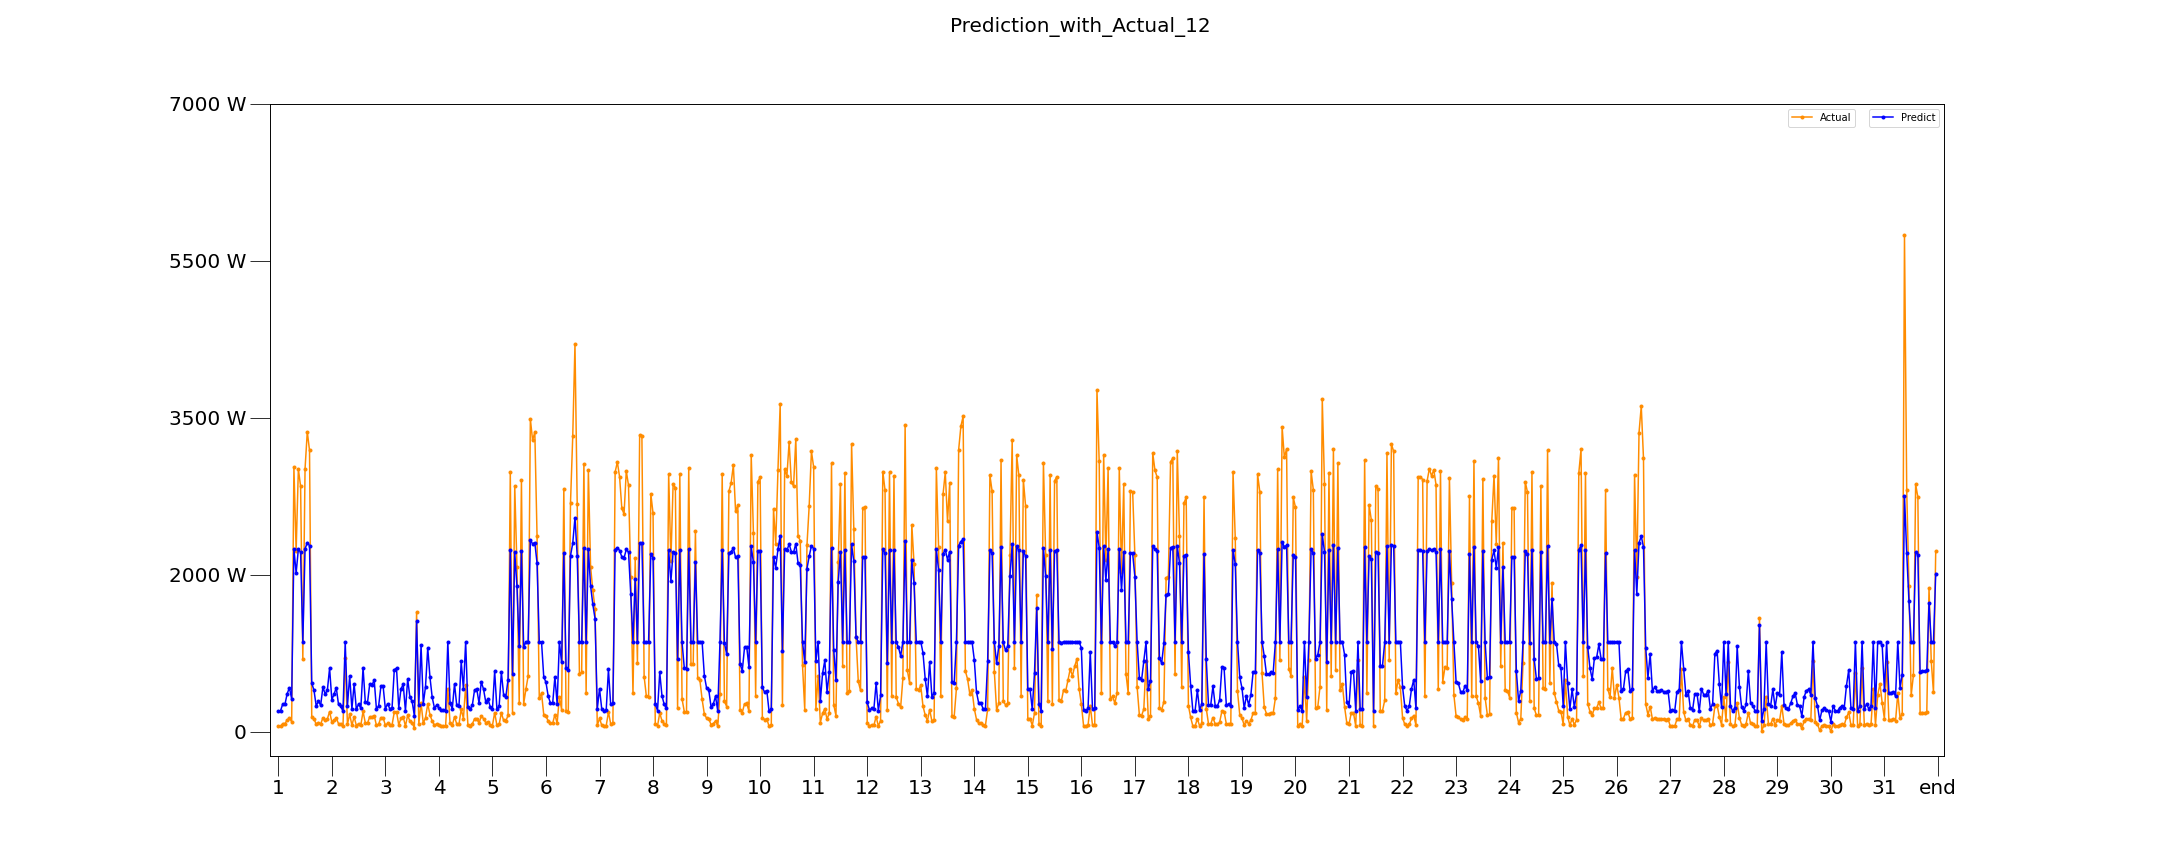 Prediction_with_Actual_12
7000 W
Actual Predict
5500 W
3500 W
2000 W
0
1 2 3 4 5 6 7 8 9 10 11 12 13 14 15 16 17 18 19 20 21 22 23 24 25 26 27 28 29 30 31 end